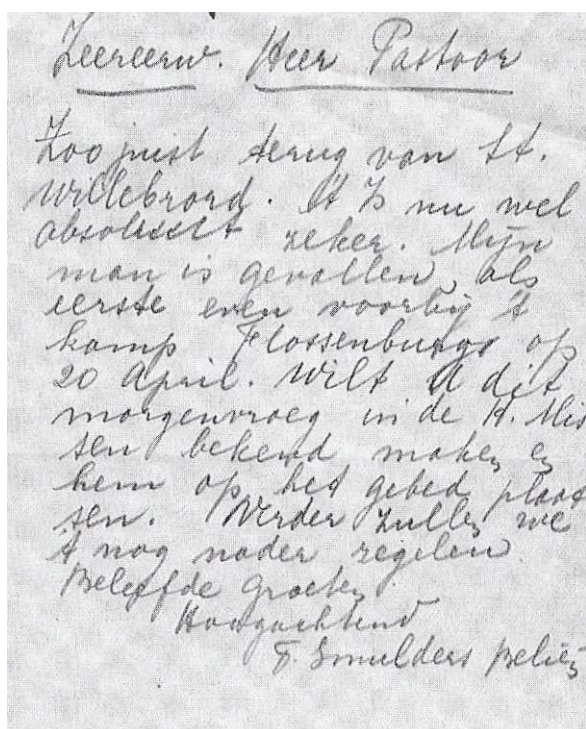 Zeereerw. Heer Pastoor
Zoo juist terug van St.
Willebrord. 't Is nu wel
absoluut zeker. Mijn
man is gevallen als
eerste even voorbij 't
kamp Flossenburg op
20 April. Wilt U dit
morgenvroeg in de H. Mis
sen bekend maken en
hem op het gebed plaat
sen. Verder zullen we
't nog nader regelen.
Beleefde groeten
Hoogachtend
F. Smulders